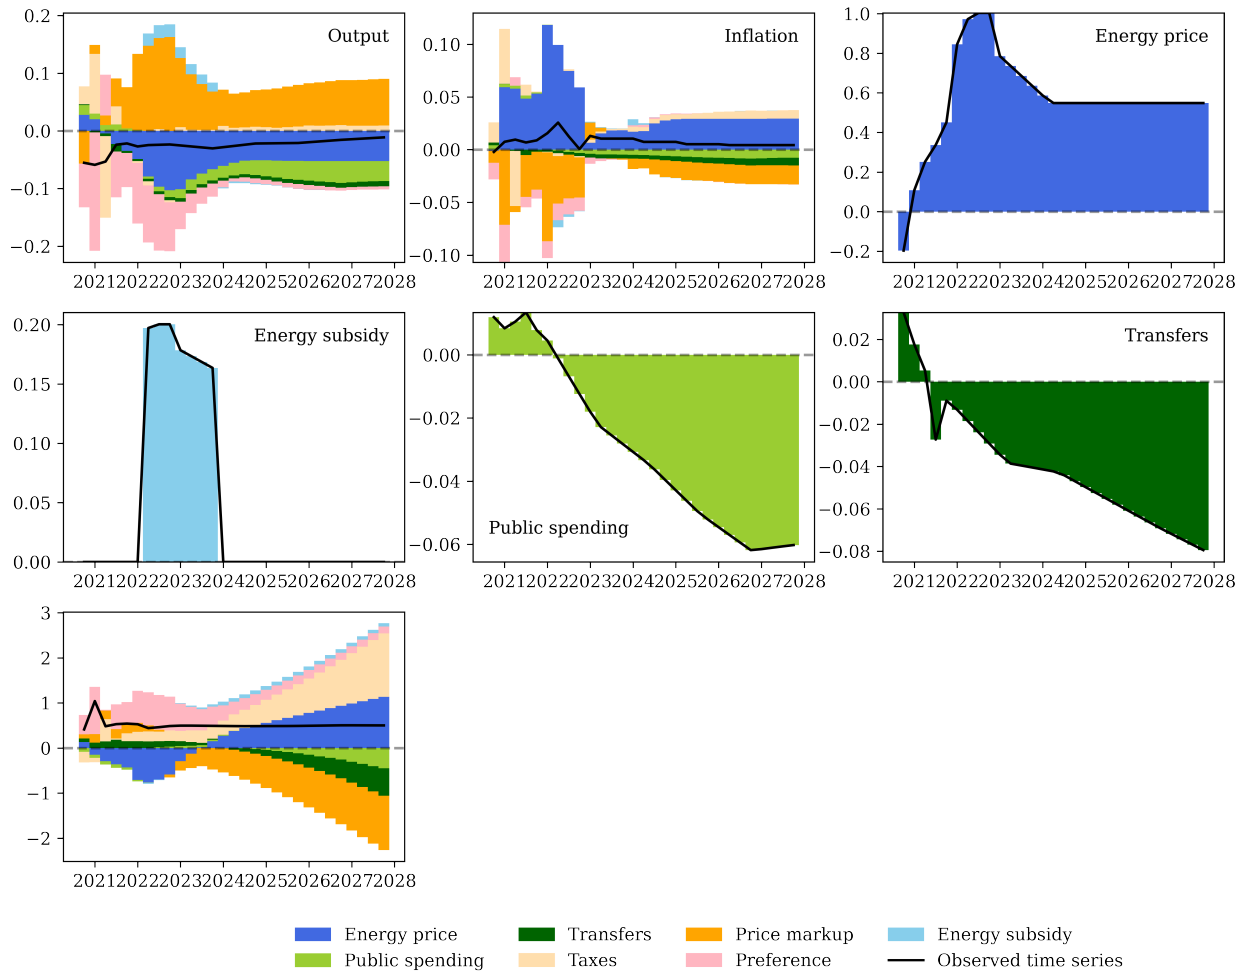 Output
0.2
0.1
0.0
−0.1
−0.2
2021 2022 2023 2024 2025 2026 2027 2028
Inflation
0.10
0.05
0.00
−0.05
−0.10
2021 2022 2023 2024 2025 2026 2027 2028
Energy price
1.0
0.8
0.6
0.4
0.2
0.0
−0.2
2021 2022 2023 2024 2025 2026 2027 2028
Energy subsidy
0.20
0.15
0.10
0.05
0.00
2021 2022 2023 2024 2025 2026 2027 2028
0.00
−0.02
−0.04
−0.06
Public spending
2021 2022 2023 2024 2025 2026 2027 2028
Transfers
0.02
0.00
−0.02
−0.04
−0.06
−0.08
2021 2022 2023 2024 2025 2026 2027 2028
3
2
1
0
−1
−2
2021 2022 2023 2024 2025 2026 2027 2028
Energy price Transfers Price markup Energy subsidy
Public spending Taxes Preference Observed time series